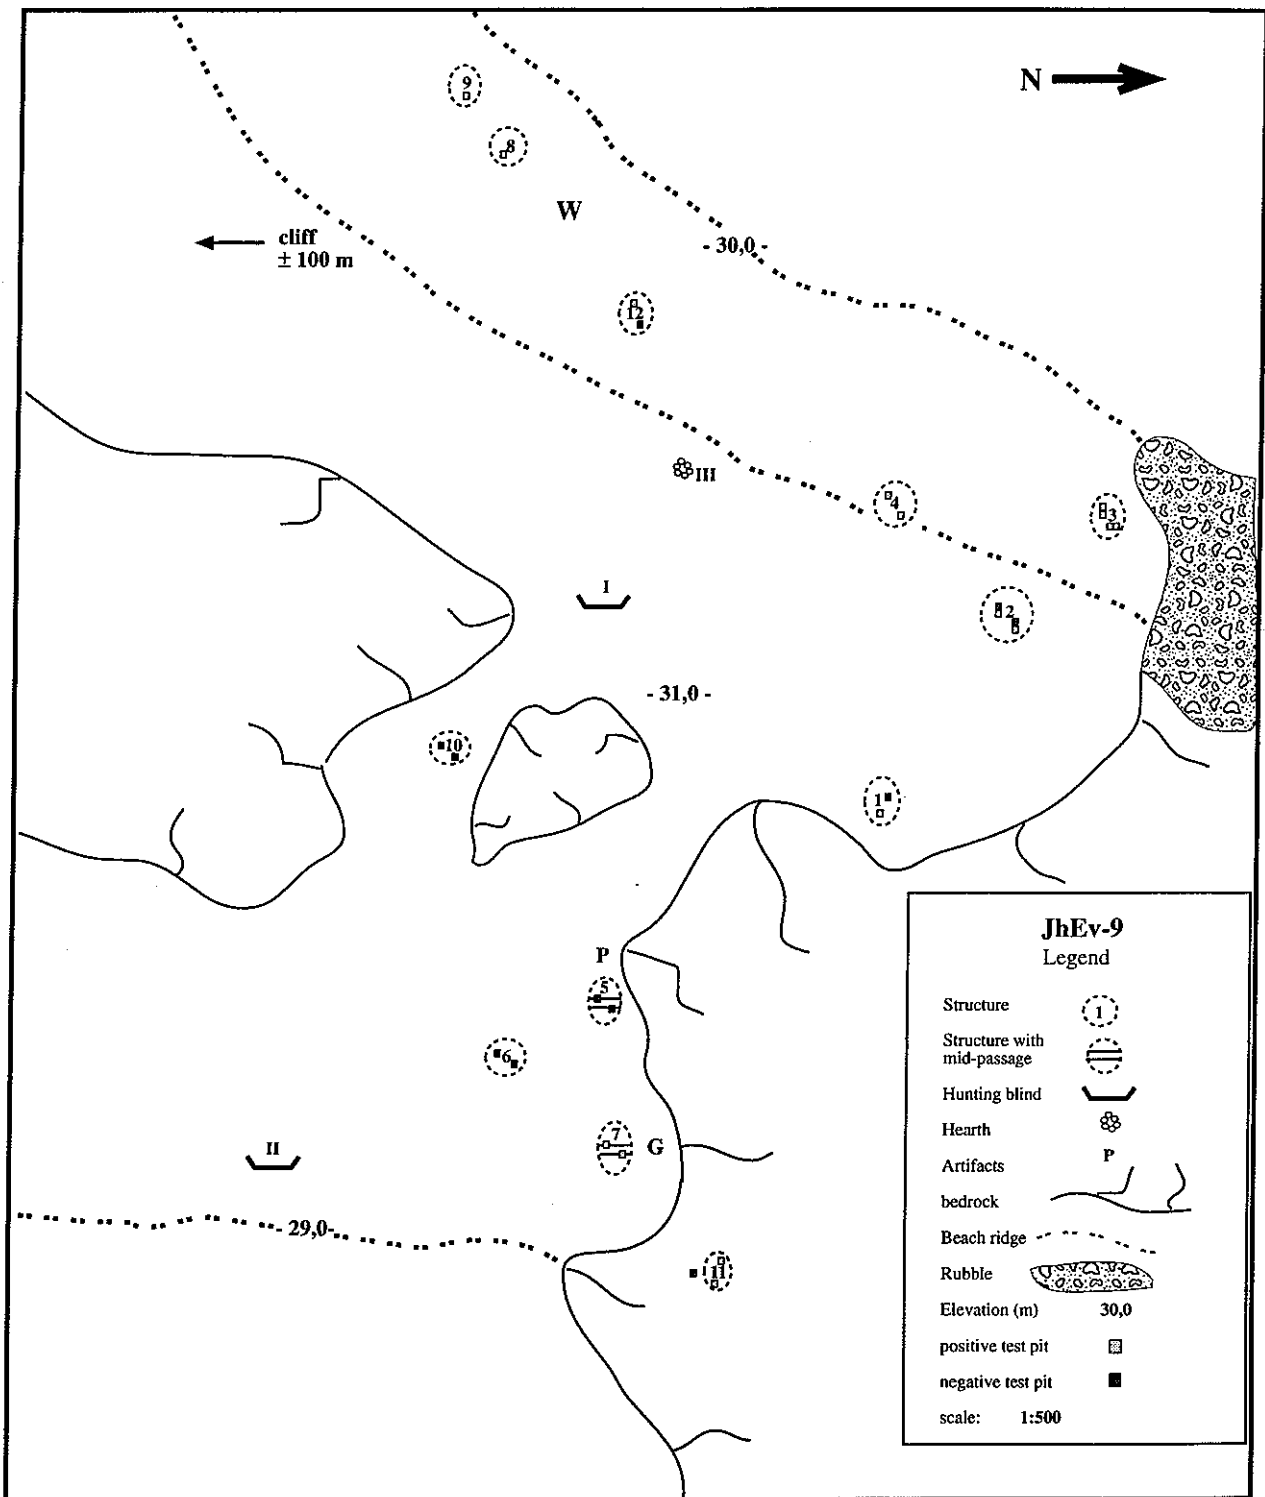 9
N
8
W
cliff
± 100 m
- 30,0 -
12
III
4
3
I
2
- 31,0 -
10
1
P
5
6
7
G
II
- 29,0-
11
JhEv-9
Legend
Structure
1
Structure with
mid-passage
Hunting blind
Hearth
Artifacts
P
bedrock
Beach ridge
Rubble
Elevation (m)
30,0
positive test pit
negative test pit
scale:
1:500